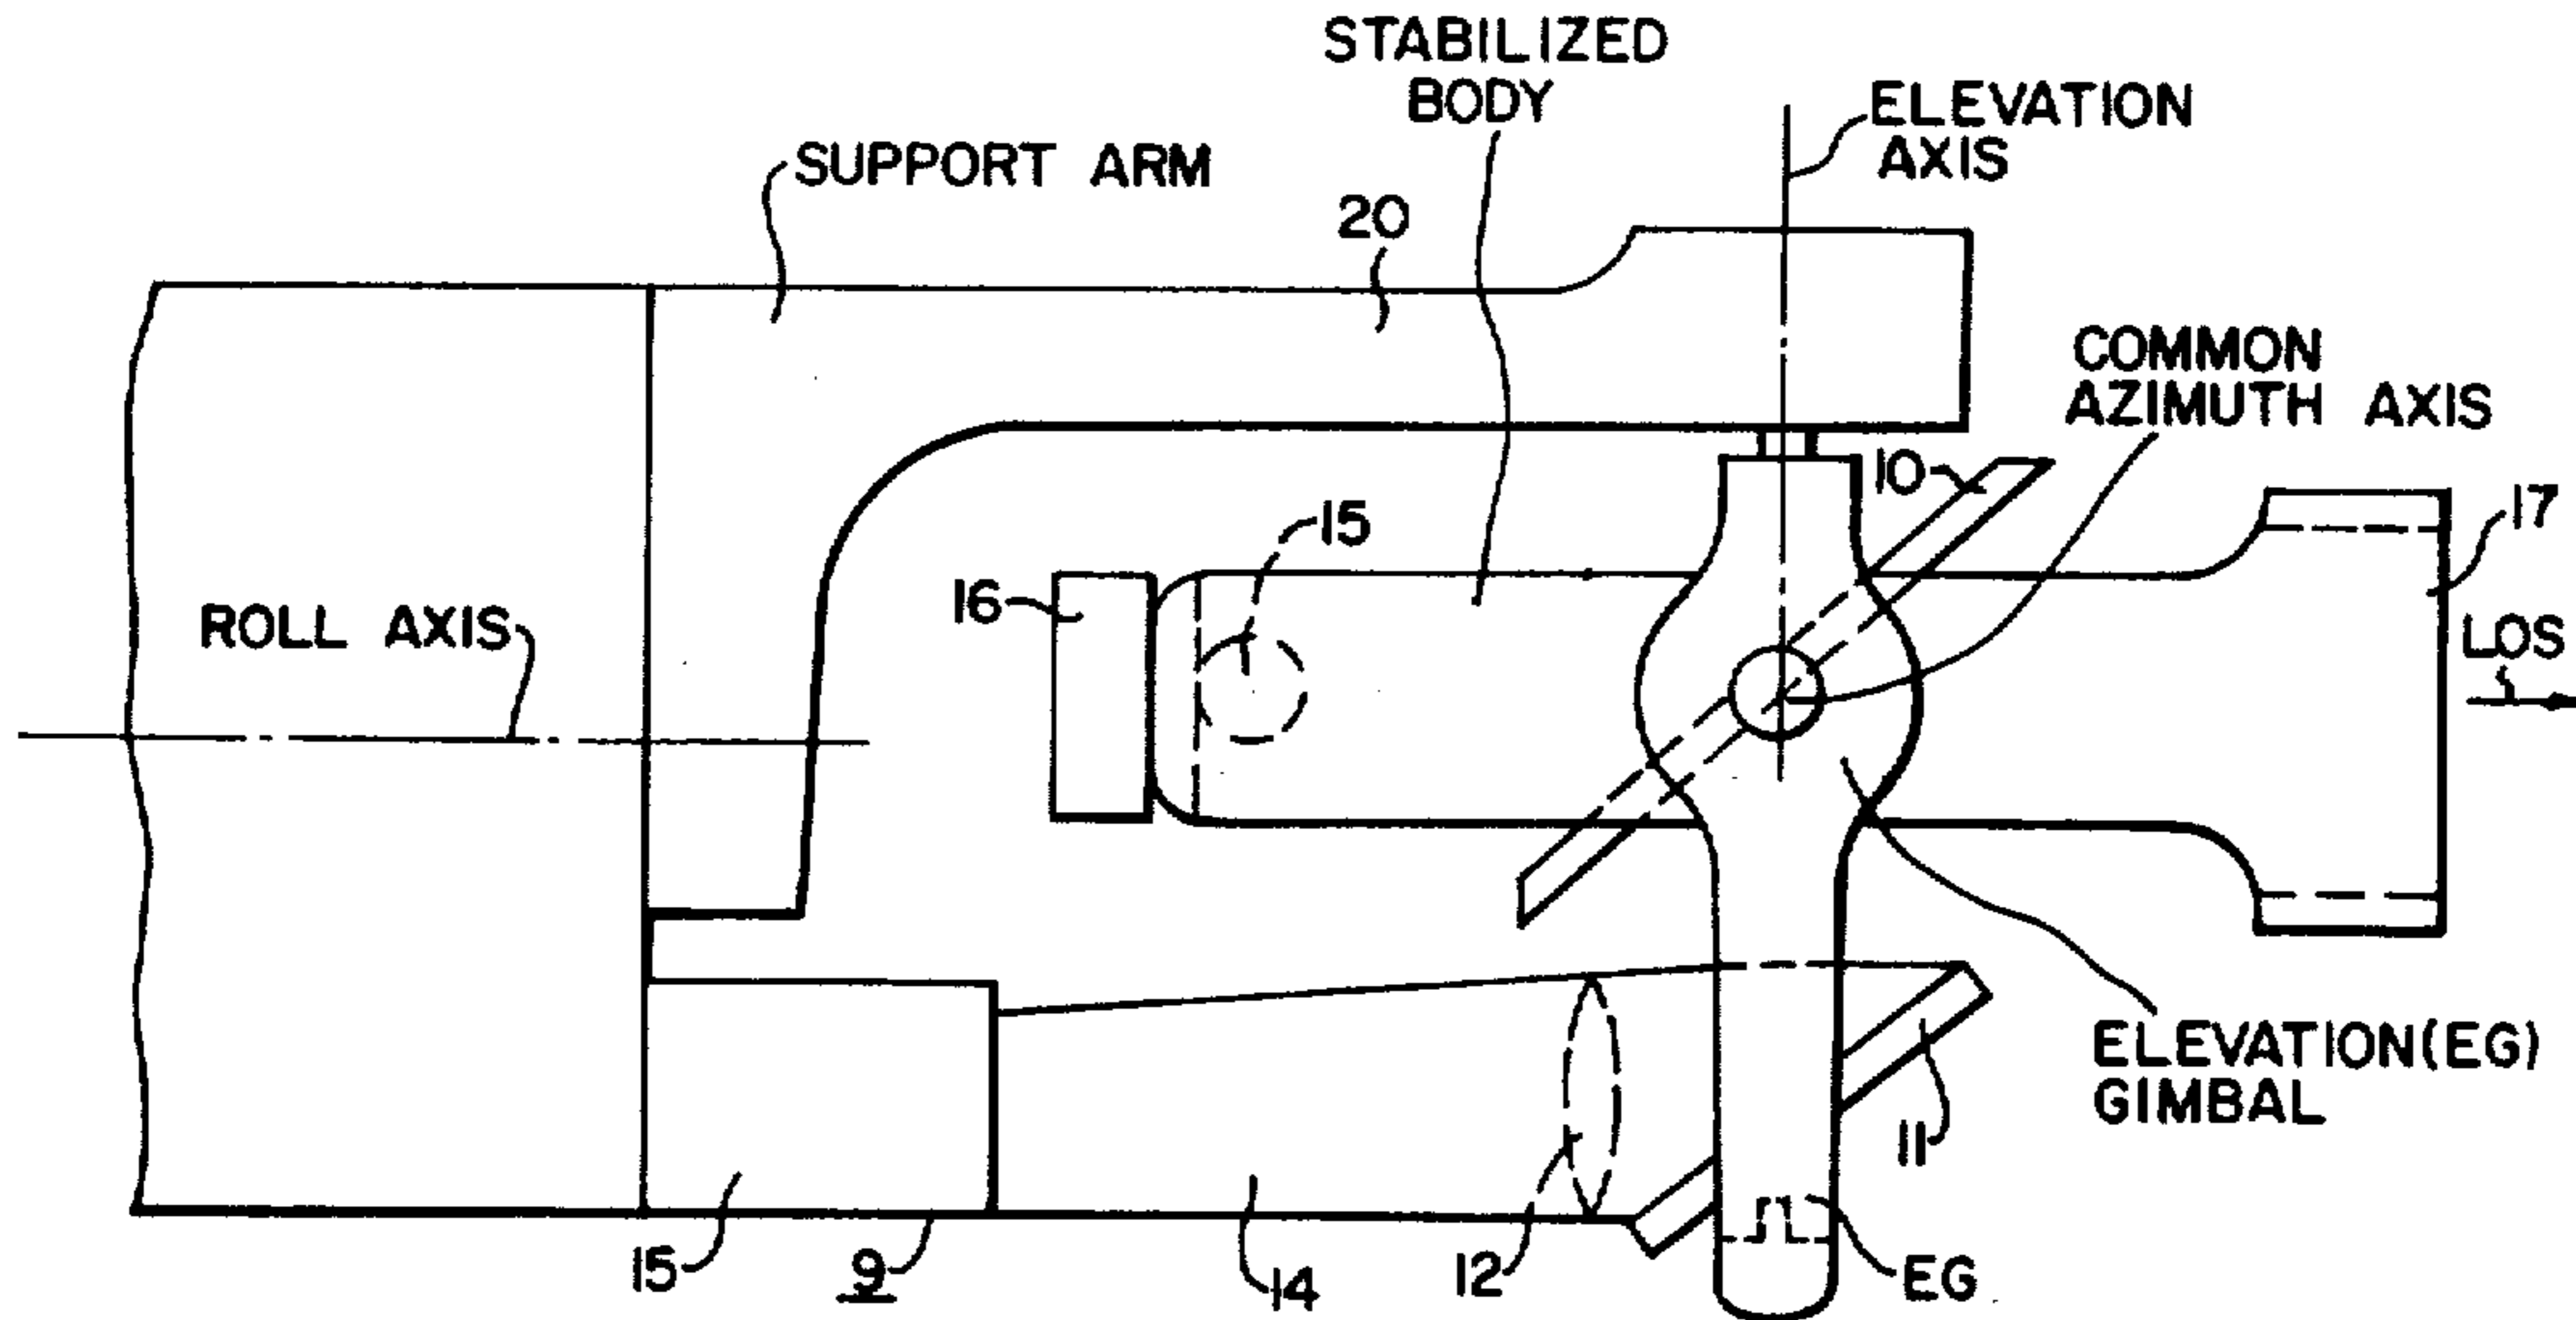 STABILIZED
BODY
ELEVATION
AXIS
SUPPORT ARM
20
COMMON
AZIMUTH AXIS
10
17
15
16
ROLL AXIS
LOS
ELEVATION(EG)
GIMBAL
11
15
9
14
12
EG